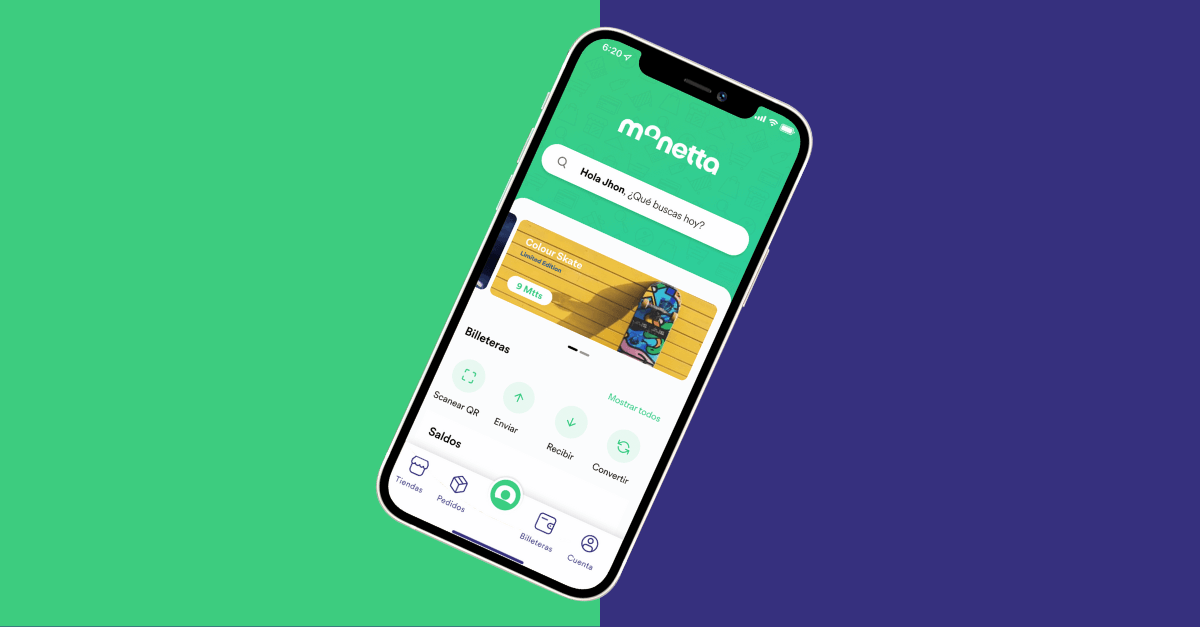 6:20
monetta
Hola Jhon, ¿Qué buscas hoy?
Colour Skate
Limited Edition
9 Mtts
Billeteras
Mostrar todos
Scanear QR
Enviar
Recibir
Convertir
Saldos
Tiendas
Pedidos
Billeteras
Cuenta